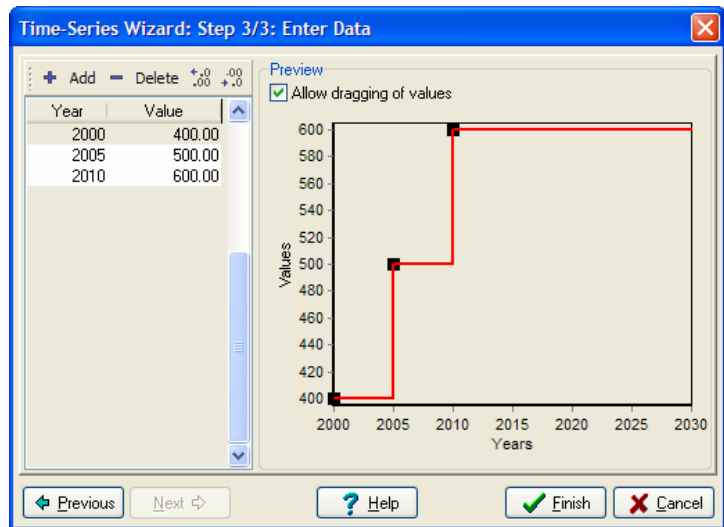 Time-Series Wizard: Step 3/3: Enter Data
Add Delete
Preview
Allow dragging of values
Year Value
2000 400.00
2005 500.00
2010 600.00
600
580
560
540
520
500
480
460
440
420
400
Values
2000 2005 2010 2015 2020 2025 2030
Years
Previous Next Help Finish Cancel